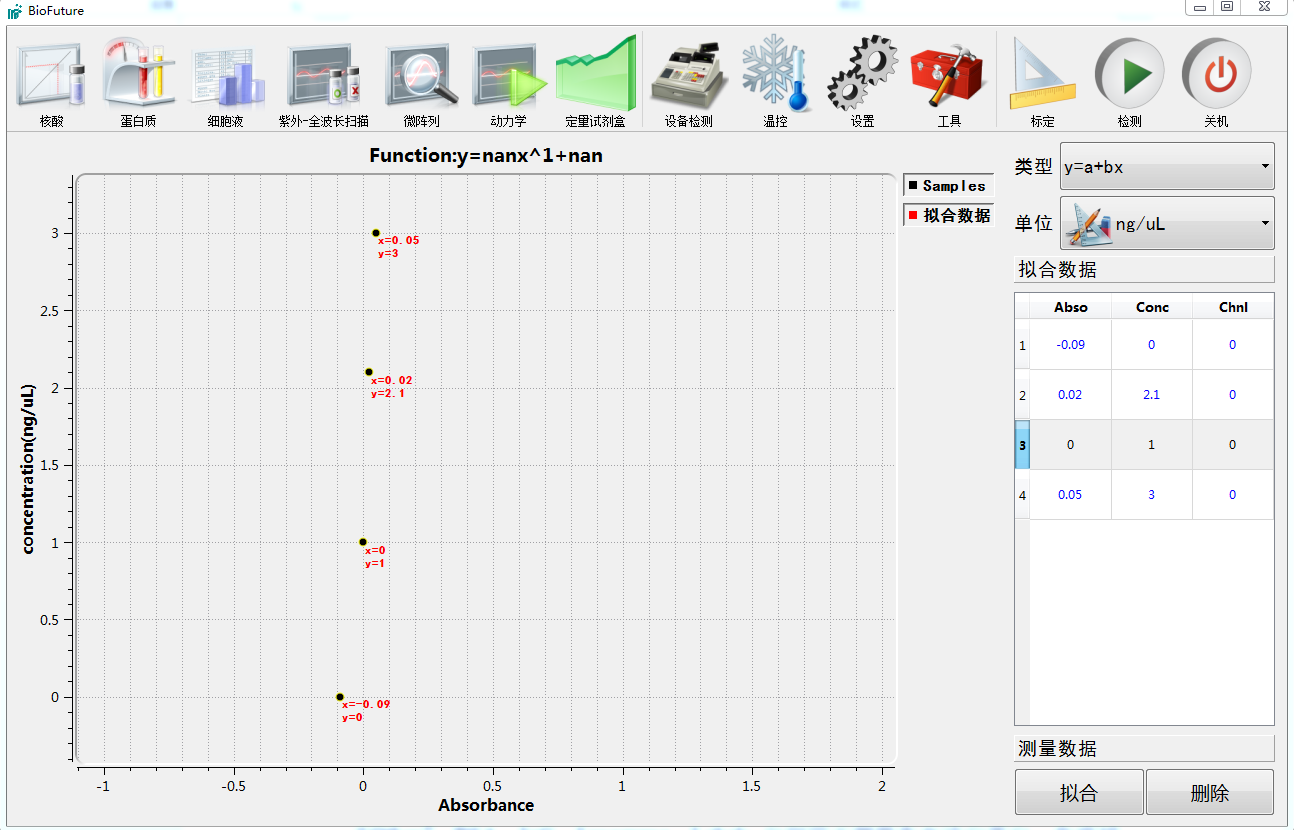 BioFuture
核酸 蛋白质 细胞液 紫外-全波长扫描 微阵列 动力学 定量试剂盒 设备检测 温控 设置 工具 标定 检测 关机
Function:y=nanx^1+nan
Samples
拟合数据
concentration(ng/uL)
3
2.5
2
1.5
1
0.5
0
x=0.05
y=3
x=0.02
y=2.1
x=0
y=1
x=-0.09
y=0
-1 -0.5 0 0.5 1 1.5 2
Absorbance
类型 y=a+bx
单位 ng/uL
拟合数据
Abso Conc Chnl
1 -0.09 0 0
2 0.02 2.1 0
3 0 1 0
4 0.05 3 0
测量数据
拟合 删除